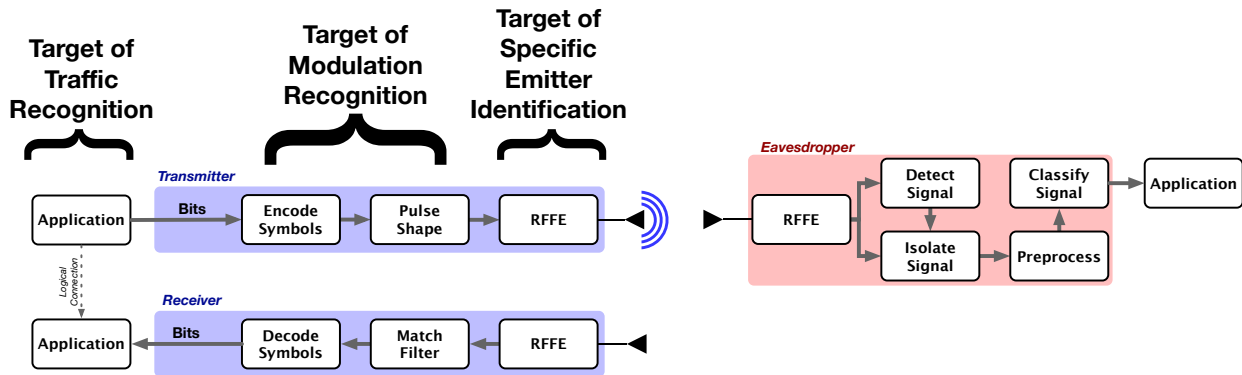 Target of
Traffic
Recognition
Target of
Modulation
Recognition
Target of
Specific
Emitter
Identification
Transmitter
Application
Bits
Encode
Symbols
Pulse
Shape
RFFE
Logical
Connection
Receiver
Application
Bits
Decode
Symbols
Match
Filter
RFFE
Eavesdropper
RFFE
Detect
Signal
Isolate
Signal
Preprocess
Classify
Signal
Application